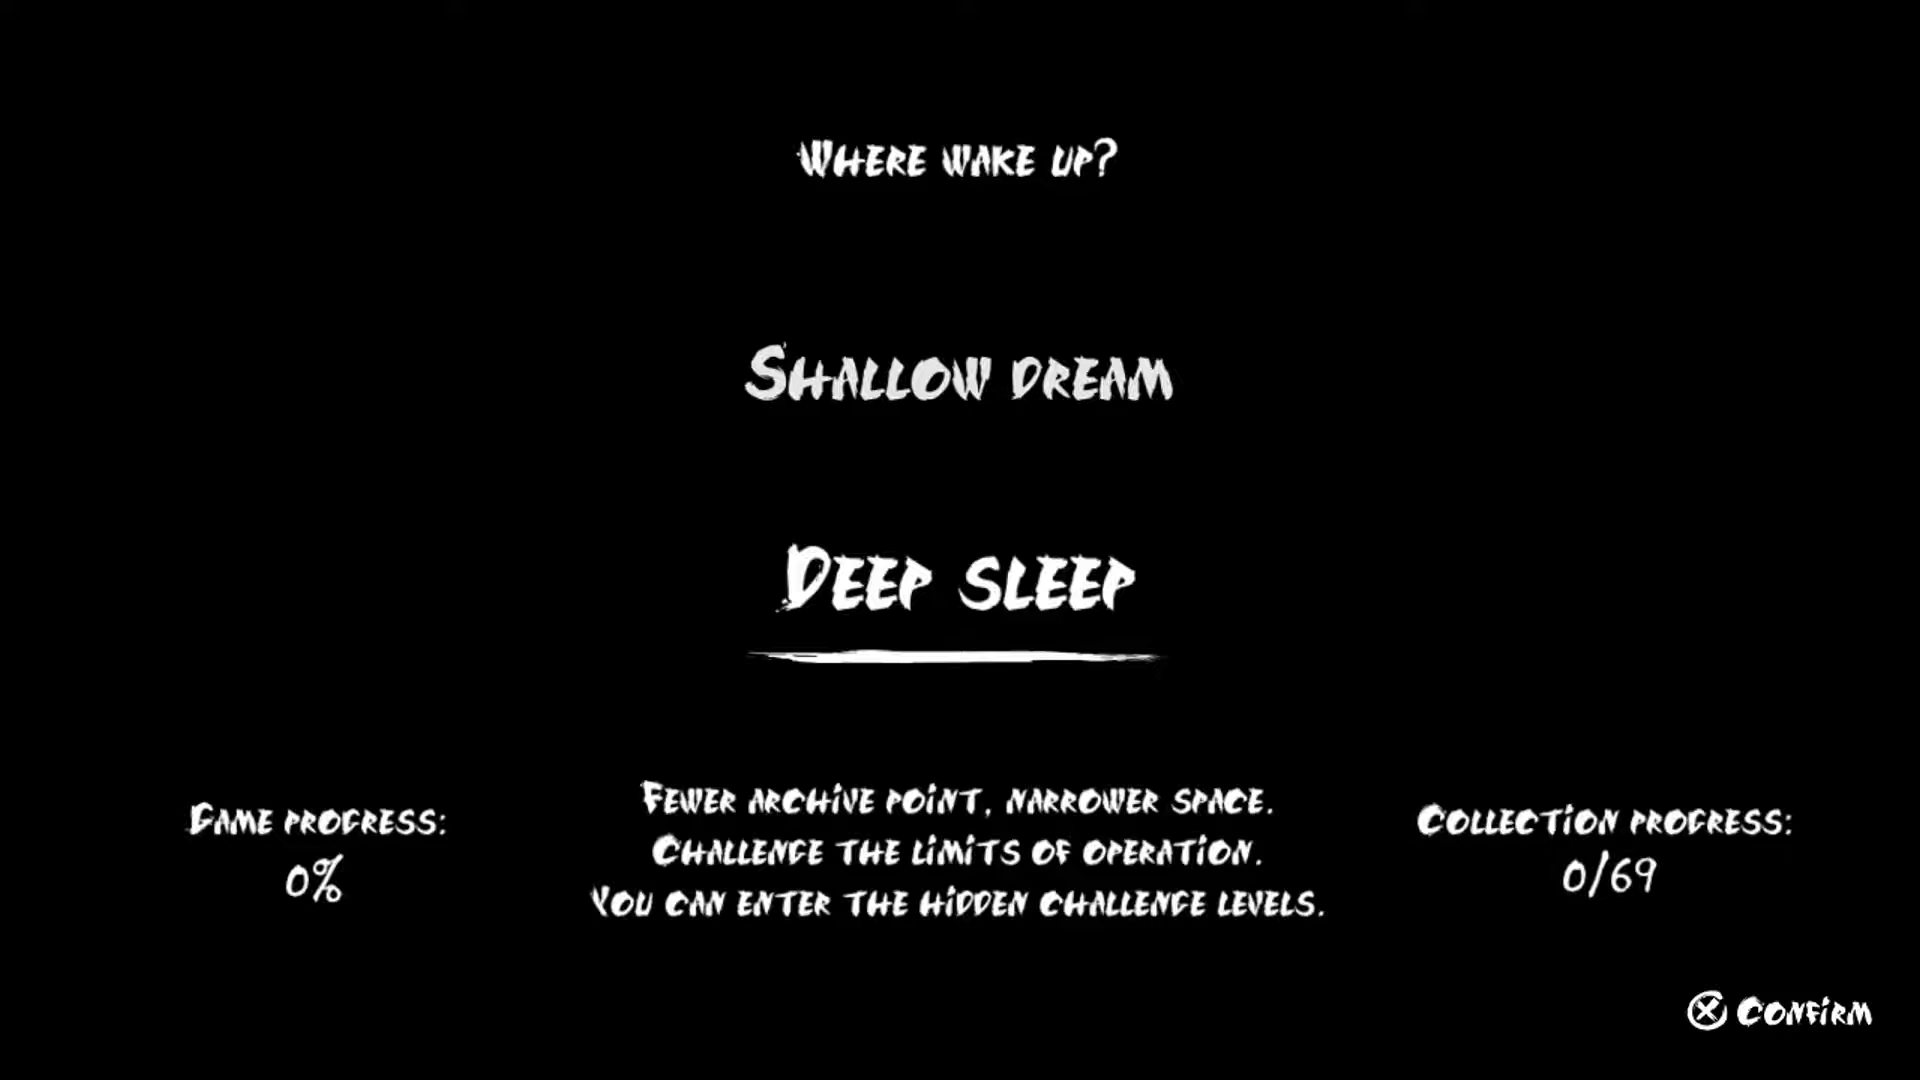 Where wake up?
Shallow dream
Deep sleep
Game progress:
0%
Fewer archive point, narrower space.
Challenge the limits of operation.
You can enter the hidden challenge levels.
Collection progress:
0/69
Confirm